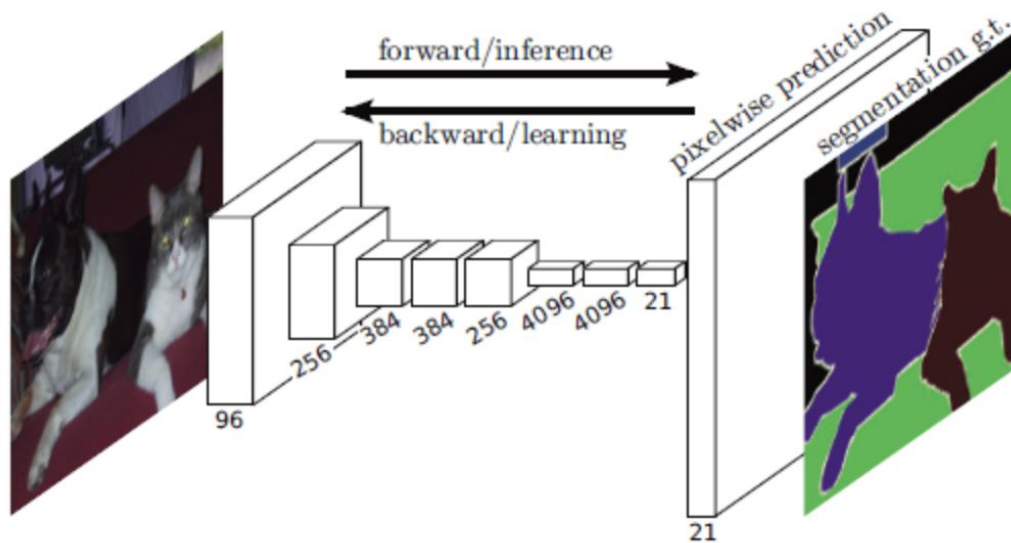 forward/inference
backward/learning
pixelwise prediction
segmentation g.t.
96
256
384
384
256
4096
4096
21
21